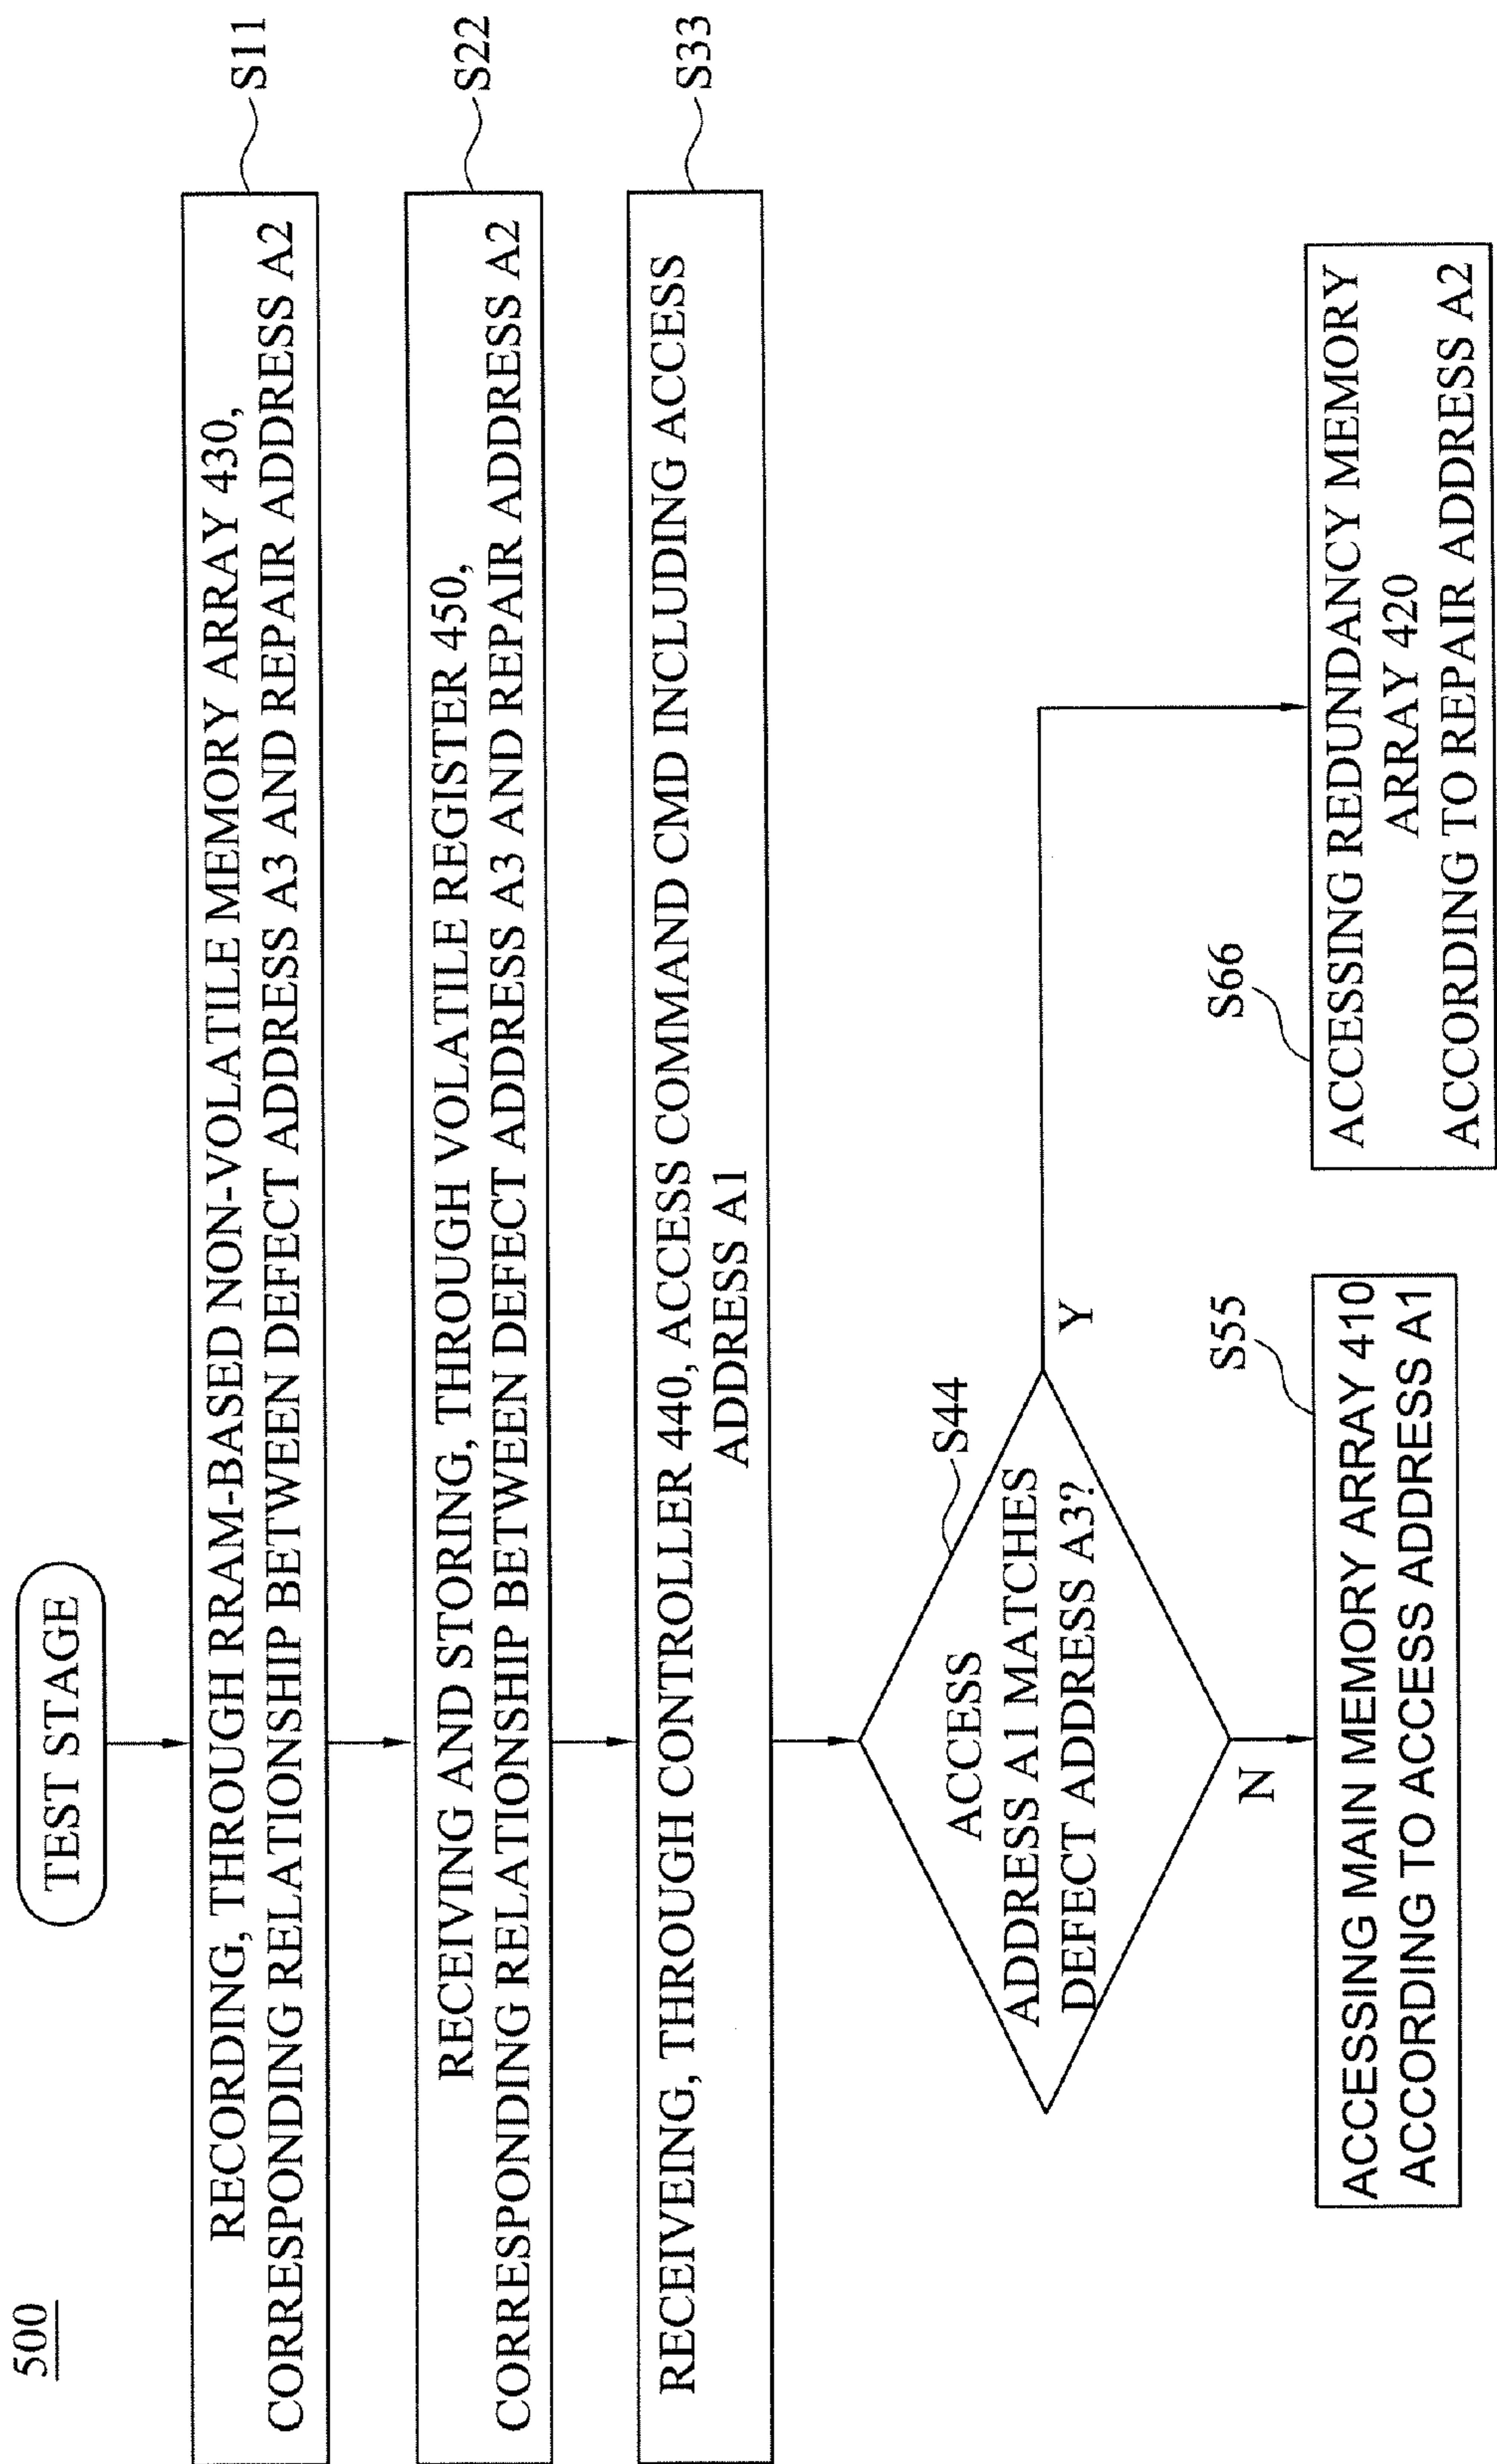 500
TEST STAGE
RECORDING, THROUGH RRAM-BASED NON-VOLATILE MEMORY ARRAY 430,
CORRESPONDING RELATIONSHIP BETWEEN DEFECT ADDRESS A3 AND REPAIR ADDRESS A2
S11
RECEIVING AND STORING, THROUGH VOLATILE REGISTER 450,
CORRESPONDING RELATIONSHIP BETWEEN DEFECT ADDRESS A3 AND REPAIR ADDRESS A2
S22
RECEIVEING, THROUGH CONTROLLER 440, ACCESS COMMAND CMD INCLUDING ACCESS
ADDRESS A1
S33
S44
ACCESS
ADDRESS A1 MATCHES
DEFECT ADDRESS A3?
Y
N
S55
ACCESSING MAIN MEMORY ARRAY 410
ACCORDING TO ACCESS ADDRESS A1
S66
ACCESSING REDUNDANCY MEMORY
ARRAY 420
ACCORDING TO REPAIR ADDRESS A2